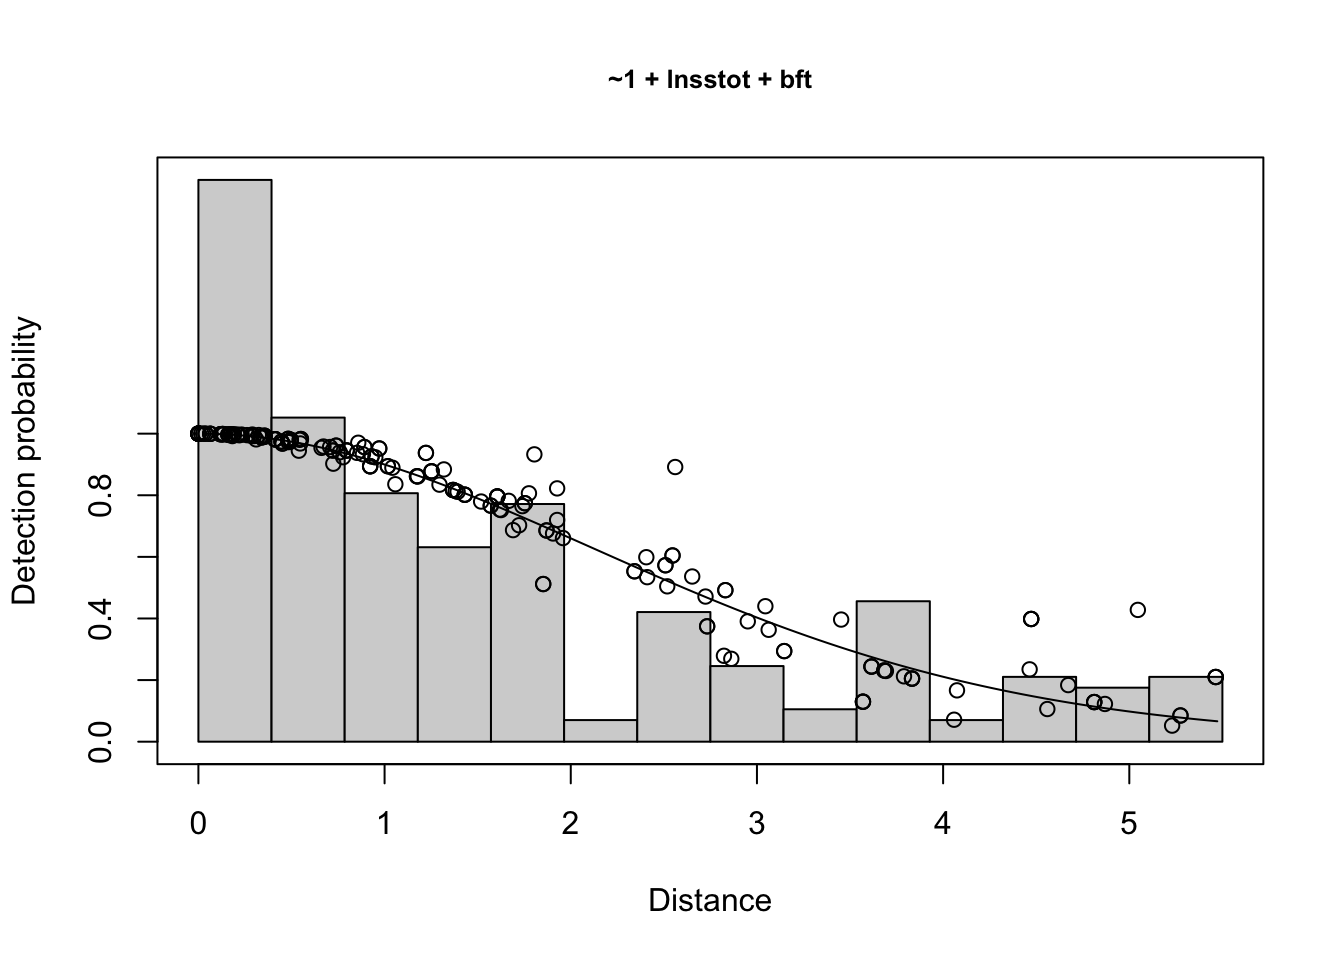 ~1 + lnsstot + bft
Detection probability
0.8
0.4
0.0
0 1 2 3 4 5
Distance